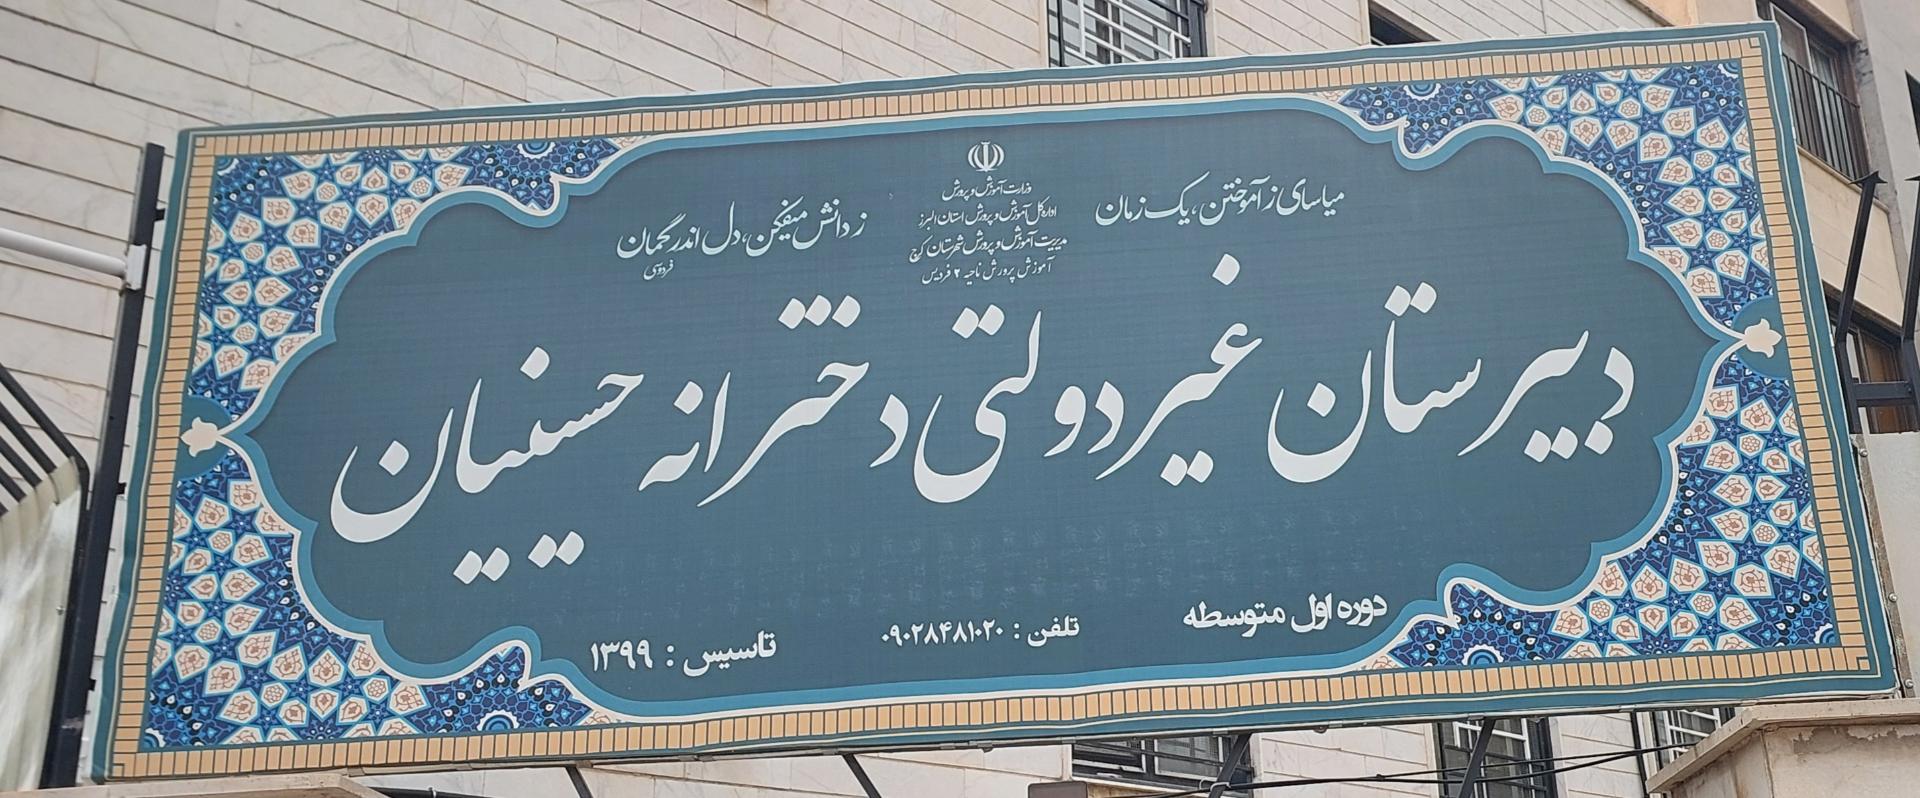 وزارت آموزش و پرورش
اداره کل آموزش و پرورش استان البرز
مدیریت آموزش و پرورش شهرستان کرج
آموزش پرورش ناحیه ۲ فردیس
میاسای ز آموختن، یک زمان
ز دانش میفکن، دل اندر گمان
فردوسی
دبیرستان غیر دولتی دخترانه حسینیان
دوره اول متوسطه
تلفن : ۰۹۰۲۸۴۸۱۰۲۰
تاسیس : ۱۳۹۹